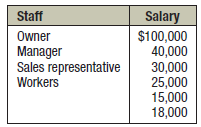 Staff Salary
Owner $100,000
Manager 40,000
Sales representative 30,000
Workers 25,000
15,000
18,000